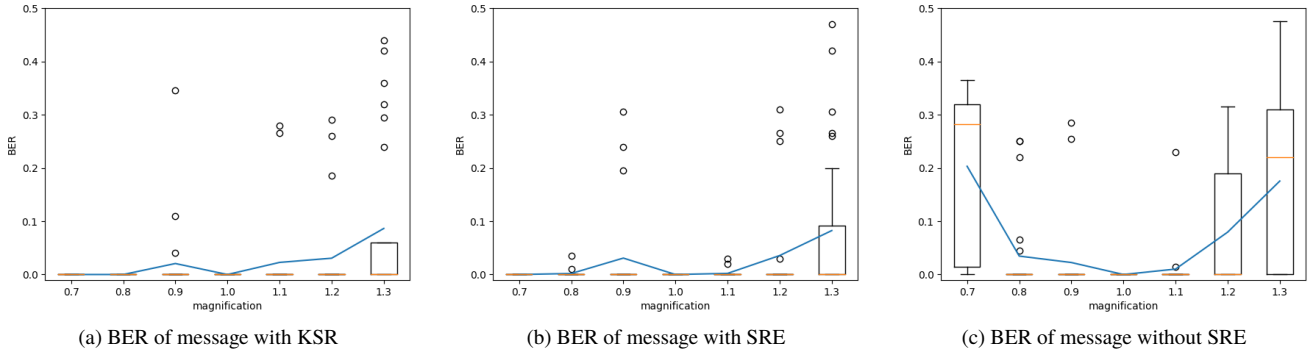 0.5
0.4
0.3
0.2
0.1
0.0
BER
0.7 0.8 0.9 1.0 1.1 1.2 1.3
magnification
(a) BER of message with KSR
0.5
0.4
0.3
0.2
0.1
0.0
BER
0.7 0.8 0.9 1.0 1.1 1.2 1.3
magnification
(b) BER of message with SRE
0.5
0.4
0.3
0.2
0.1
0.0
BER
0.7 0.8 0.9 1.0 1.1 1.2 1.3
magnification
(c) BER of message without SRE